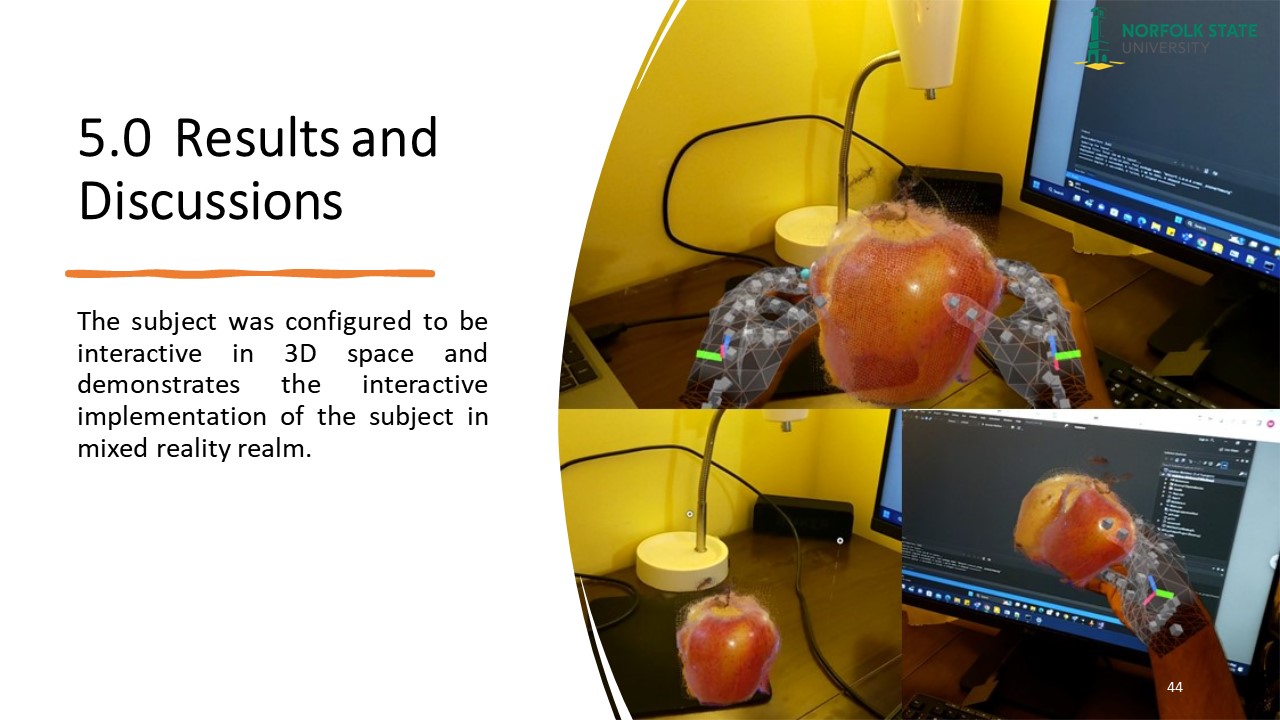 NORFOLK STATE
UNIVERSITY
5.0 Results and
Discussions
The subject was configured to be
interactive in 3D space and
demonstrates the interactive
implementation of the subject in
mixed reality realm.
44